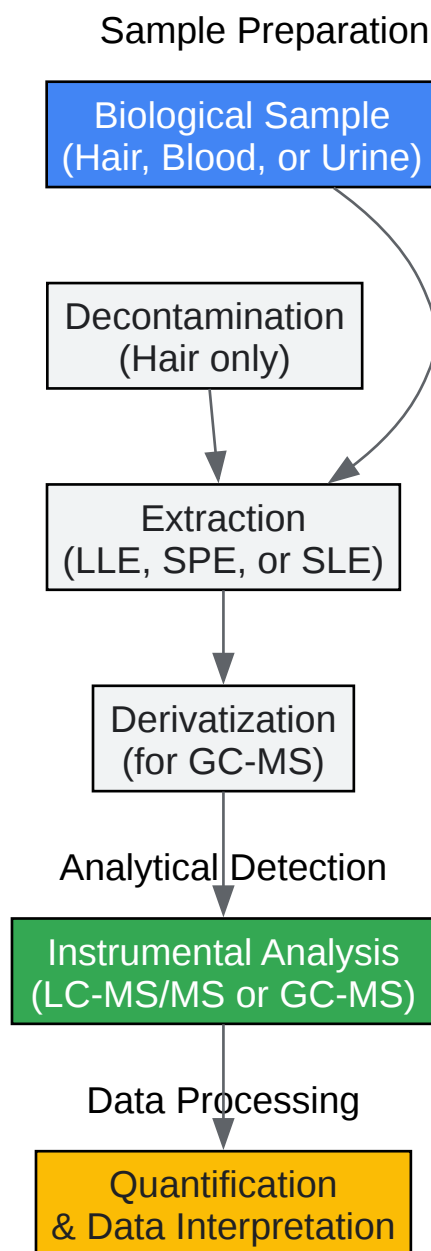 Sample Preparation
Biological Sample
(Hair, Blood, or Urine)
Decontamination
(Hair only)
Extraction
(LLE, SPE, or SLE)
Derivatization
(for GC-MS)
Analytical Detection
Instrumental Analysis
(LC-MS/MS or GC-MS)
Data Processing
Quantification
& Data Interpretation